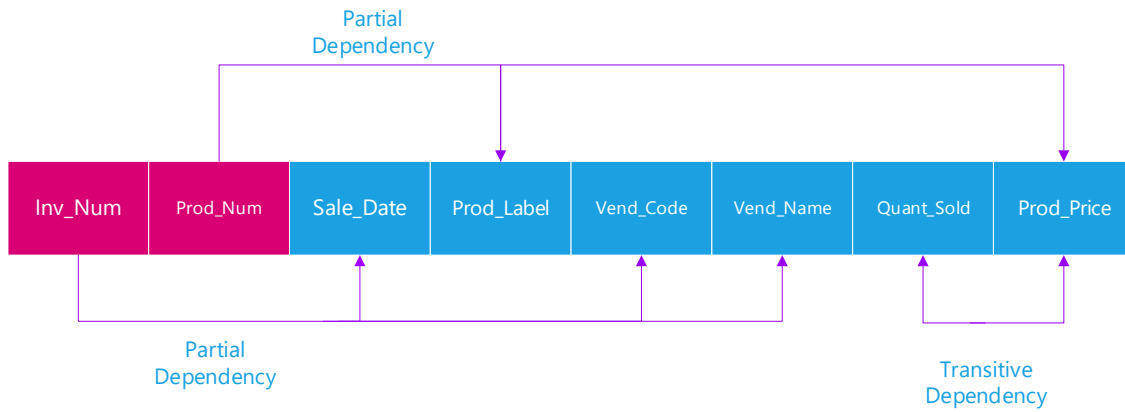 Partial
Dependency
Inv_Num Prod_Num Sale_Date Prod_Label Vend_Code Vend_Name Quant_Sold Prod_Price
Partial
Dependency
Transitive
Dependency